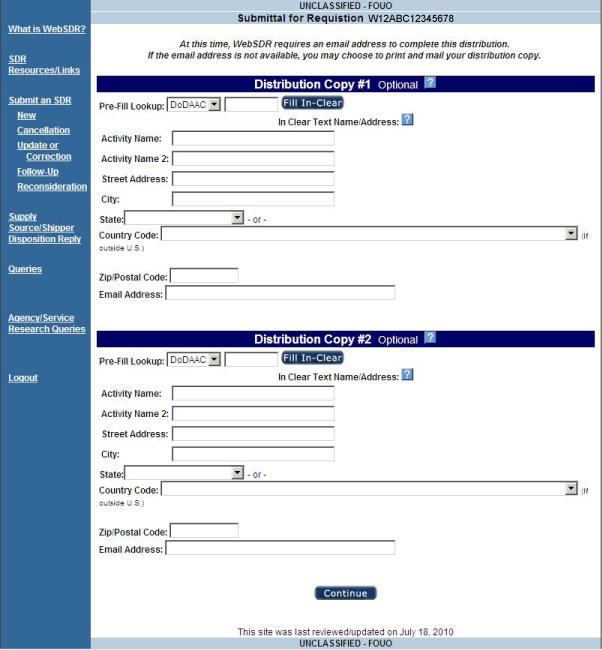 UNCLASSIFIED - FOUO
Submittal for Requistion W12ABC12345678
What is WebSDR?
SDR
Resources/Links
Submit an SDR
New
Cancellation
Update or
Correction
Follow-Up
Reconsideration
Supply
Source/Shipper
Disposition Reply
Queries
Agency/Service
Research Queries
Logout
At this time, WebSDR requires an email address to complete this distribution.
If the email address is not available, you may choose to print and mail your distribution copy.
Distribution Copy #1 Optional ?
Pre-Fill Lookup: DoDAAC Fill In-Clear
In Clear Text Name/Address: ?
Activity Name:
Activity Name 2:
Street Address:
City:
State: - or -
Country Code: (If
outside U.S.)
Zip/Postal Code:
Email Address:
Distribution Copy #2 Optional ?
Pre-Fill Lookup: DoDAAC Fill In-Clear
In Clear Text Name/Address: ?
Activity Name:
Activity Name 2:
Street Address:
City:
State: - or -
Country Code: (If
outside U.S.)
Zip/Postal Code:
Email Address:
Continue
This site was last reviewed/updated on July 18, 2010
UNCLASSIFIED - FOUO